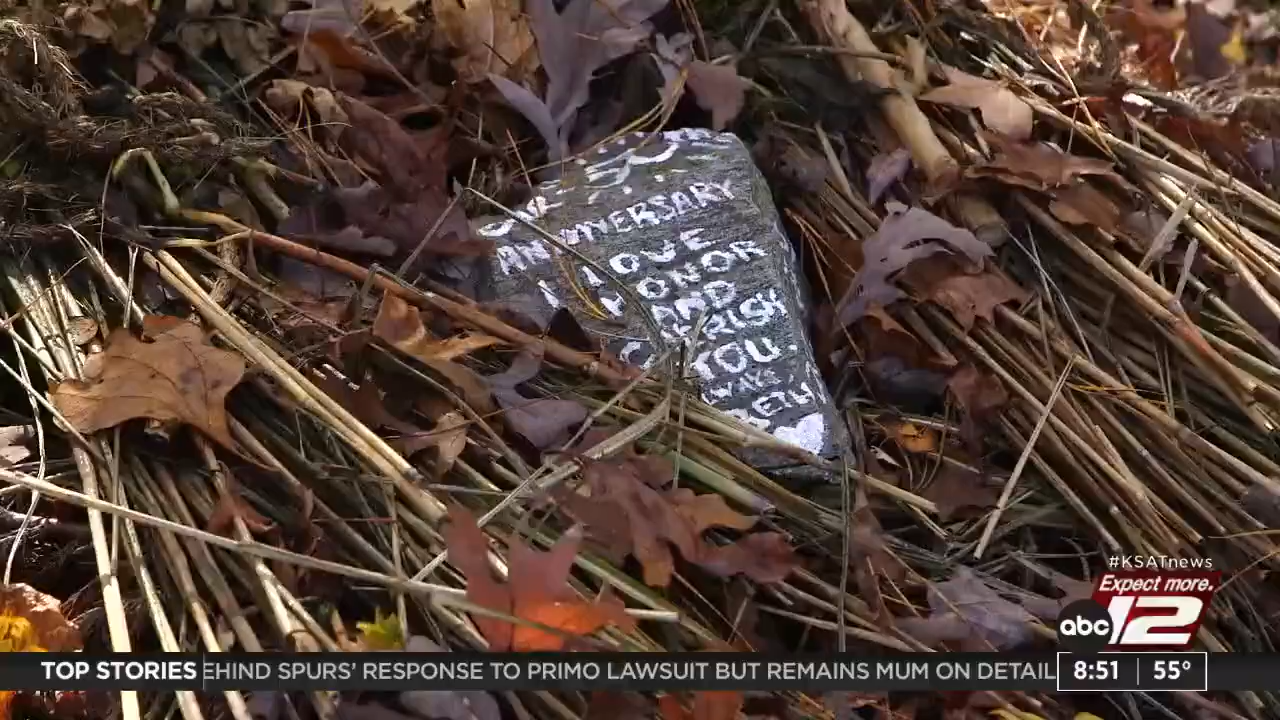 ANNIVERSARY
I LOVE
HONOR
AND
YOU.
#KSATnews
Expect more.
abc 12
TOP STORIES EHIND SPURS' RESPONSE TO PRIMO LAWSUIT BUT REMAINS MUM ON DETAIL 8:51 55°